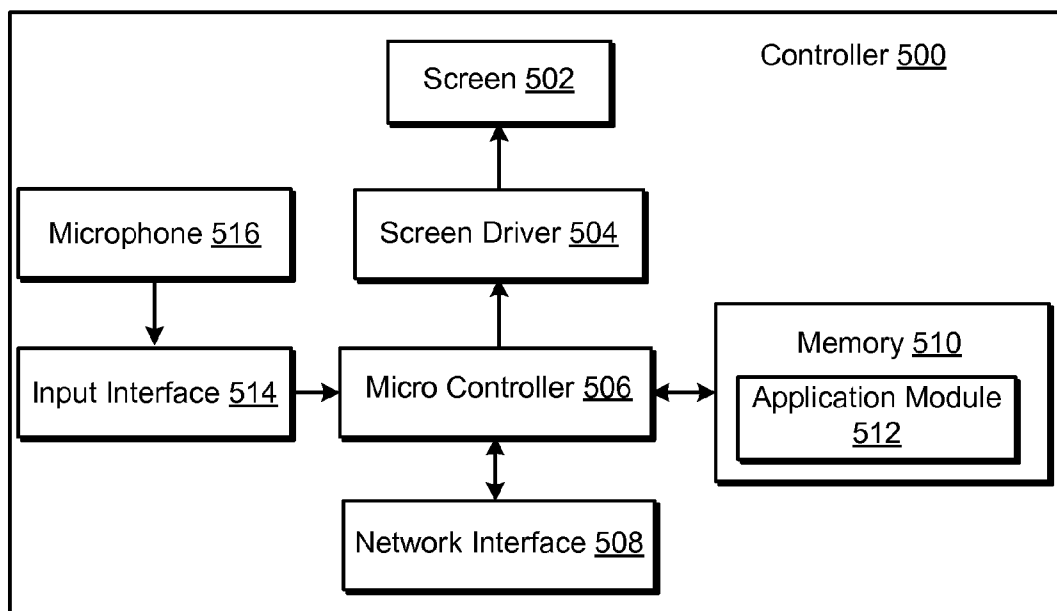 Controller 500
Screen 502
Microphone 516
Screen Driver 504
Memory 510
Input Interface 514
Micro Controller 506
Application Module
512
Network Interface 508